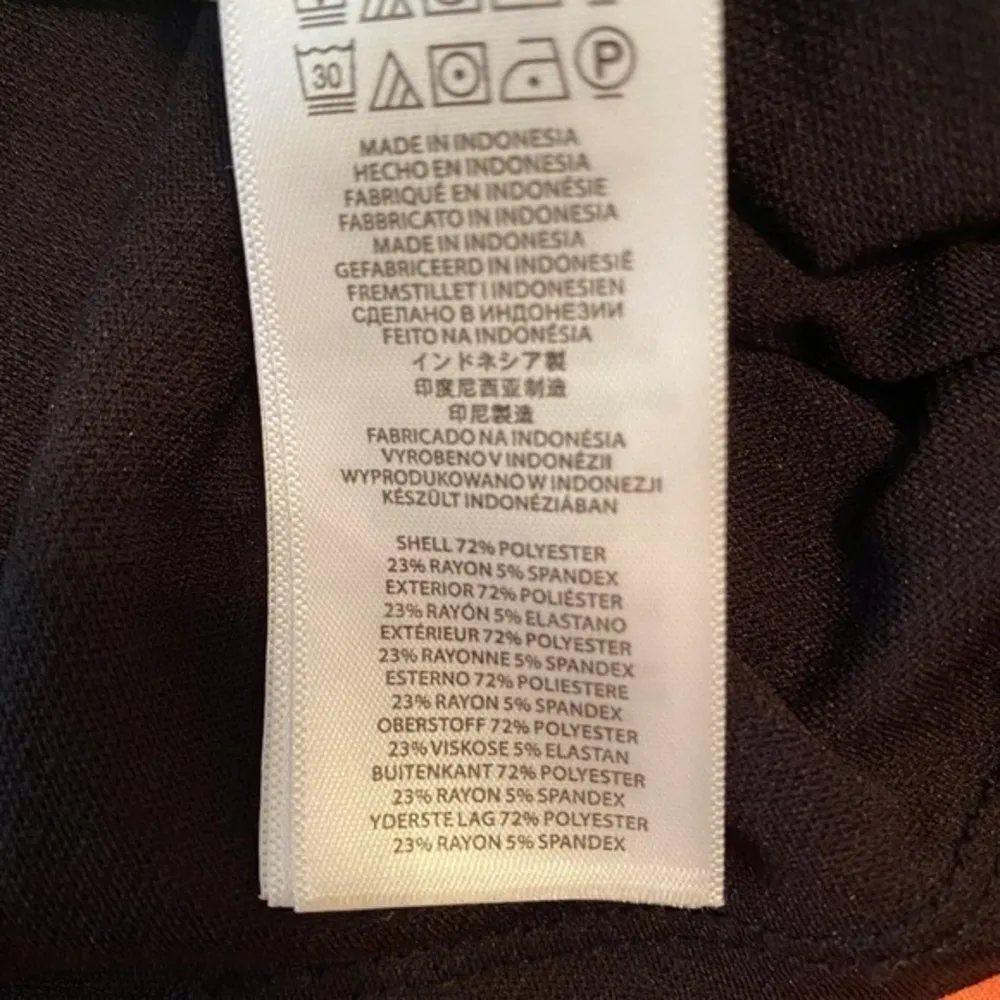 30 P
MADE IN INDONESIA
HECHO EN INDONESIA
FABRIQUÉ EN INDONÉSIE
FABBRICATO IN INDONESIA
MADE IN INDONESIA
GEFABRICEERD IN INDONESIË
FREMSTILLET I INDONESIEN
СДЕЛАНО В ИНДОНЕЗИИ
FEITO NA INDONÉSIA
インドネシア製
印度尼西亚制造
印尼製造
FABRICADO NA INDONÉSIA
VYROBENO V INDONÉZII
WYPRODUKOWANO W INDONEZJI
KÉSZÜLT INDONÉZIÁBAN
SHELL 72% POLYESTER
23% RAYON 5% SPANDEX
EXTERIOR 72% POLIÉSTER
23% RAYÓN 5% ELASTANO
EXTÉRIEUR 72% POLYESTER
23% RAYONNE 5% SPANDEX
ESTERNO 72% POLIESTERE
23% RAYON 5% SPANDEX
OBERSTOFF 72% POLYESTER
23% VISKOSE 5% ELASTAN
BUITENKANT 72% POLYESTER
23% RAYON 5% SPANDEX
YDERSTE LAG 72% POLYESTER
23% RAYON 5% SPANDEX